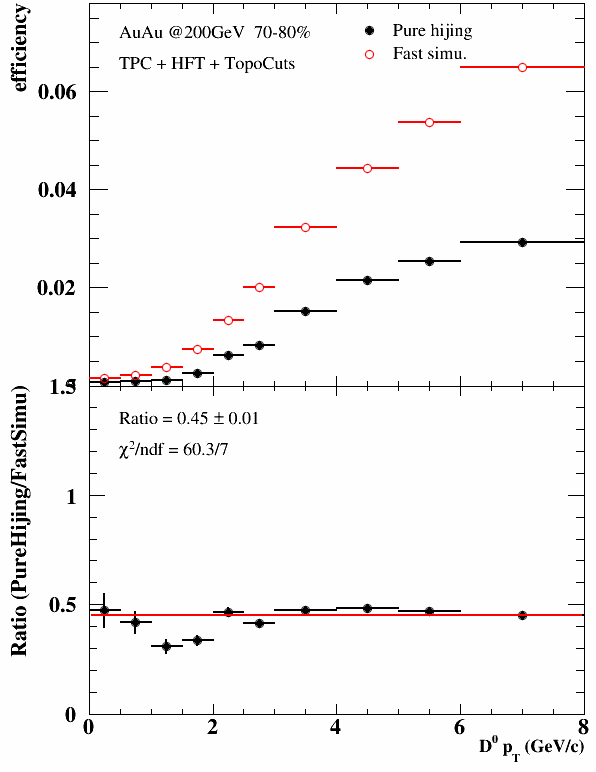 efficiency
AuAu @200GeV 70-80%
TPC + HFT + TopoCuts
Pure hijing
Fast simu.
0.06
0.04
0.02
1.5
Ratio (PureHijing/FastSimu)
Ratio = 0.45 ± 0.01
χ²/ndf = 60.3/7
1
0.5
0
0 2 4 6 8
D⁰ p_T (GeV/c)